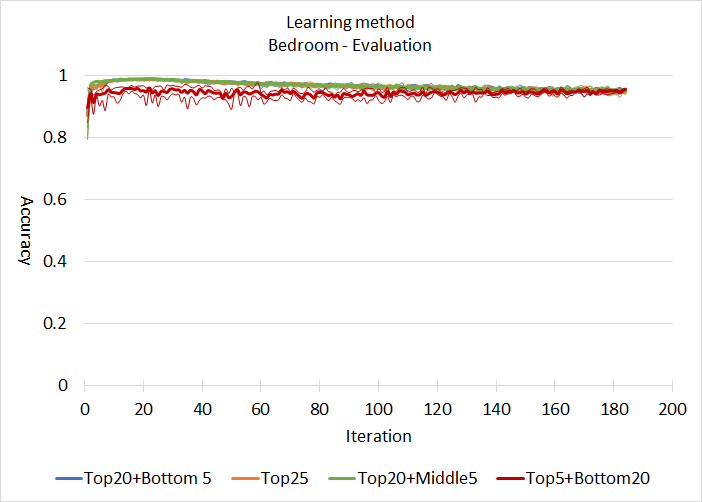 Learning method
Bedroom - Evaluation
1
0.8
0.6
0.4
0.2
0
Accuracy
0 20 40 60 80 100 120 140 160 180 200
Iteration
Top20+Bottom 5 Top25 Top20+Middle5 Top5+Bottom20